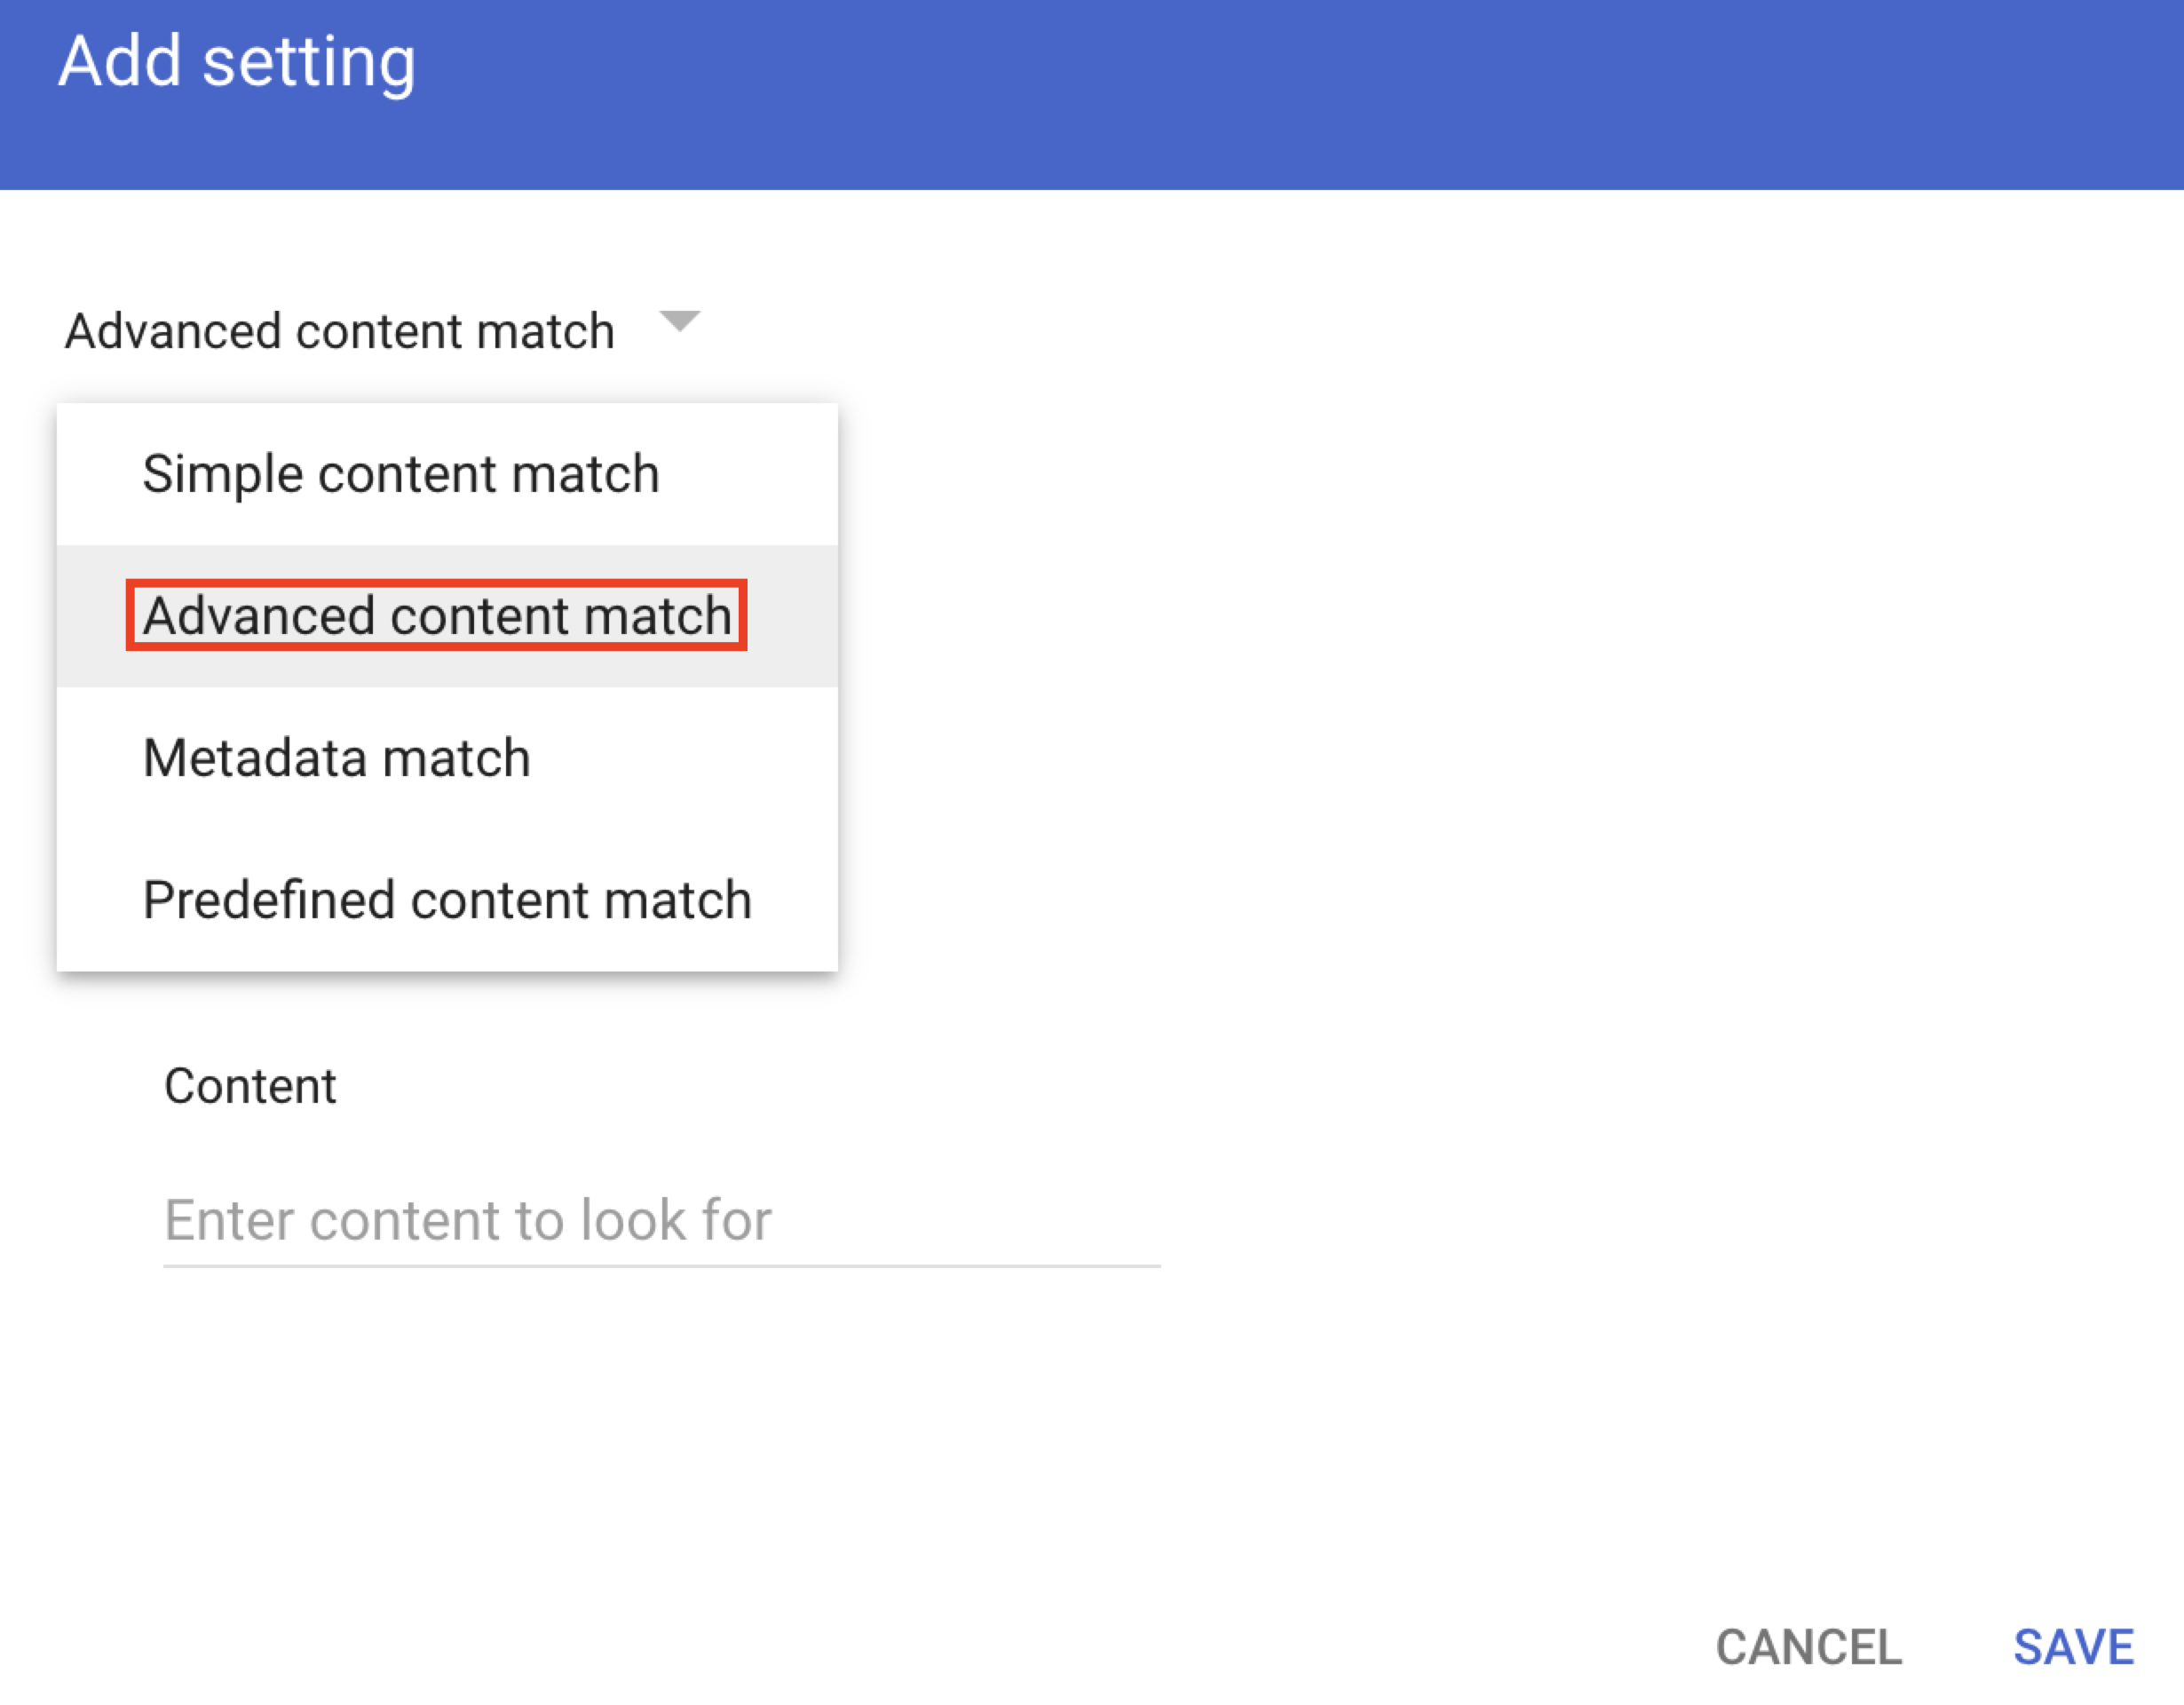 Add setting
Advanced content match
Simple content match
Advanced content match
Metadata match
Predefined content match
Content
Enter content to look for
CANCEL SAVE